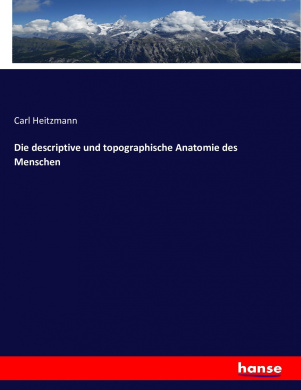 Carl Heitzmann
Die descriptive und topographische Anatomie des
Menschen
hanse